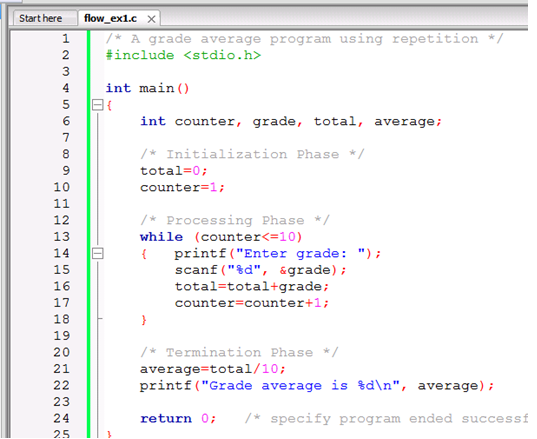 Start here flow_ex1.c
1 /* A grade average program using repetition */
2 #include <stdio.h>
3
4 int main()
5 {
6 int counter, grade, total, average;
7
8 /* Initialization Phase */
9 total=0;
10 counter=1;
11
12 /* Processing Phase */
13 while (counter<=10)
14 { printf("Enter grade: ");
15 scanf("%d", &grade);
16 total=total+grade;
17 counter=counter+1;
18 }
19
20 /* Termination Phase */
21 average=total/10;
22 printf("Grade average is %d\n", average);
23
24 return 0; /* specify program ended successf
25 }